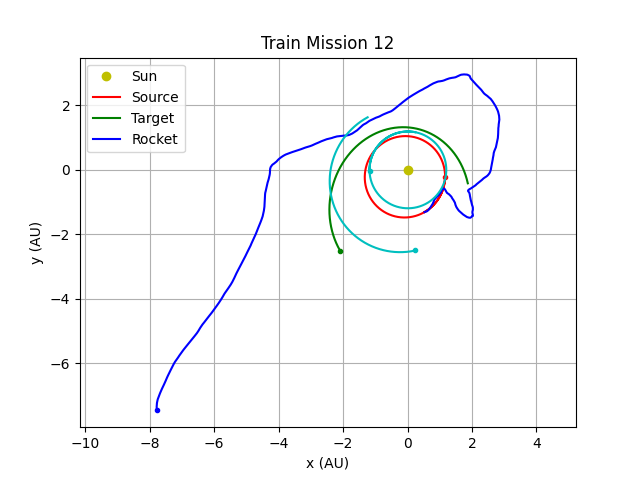 Train Mission 12
Sun
Source
Target
Rocket
2
0
−2
−4
−6
y (AU)
−10 −8 −6 −4 −2 0 2 4
x (AU)